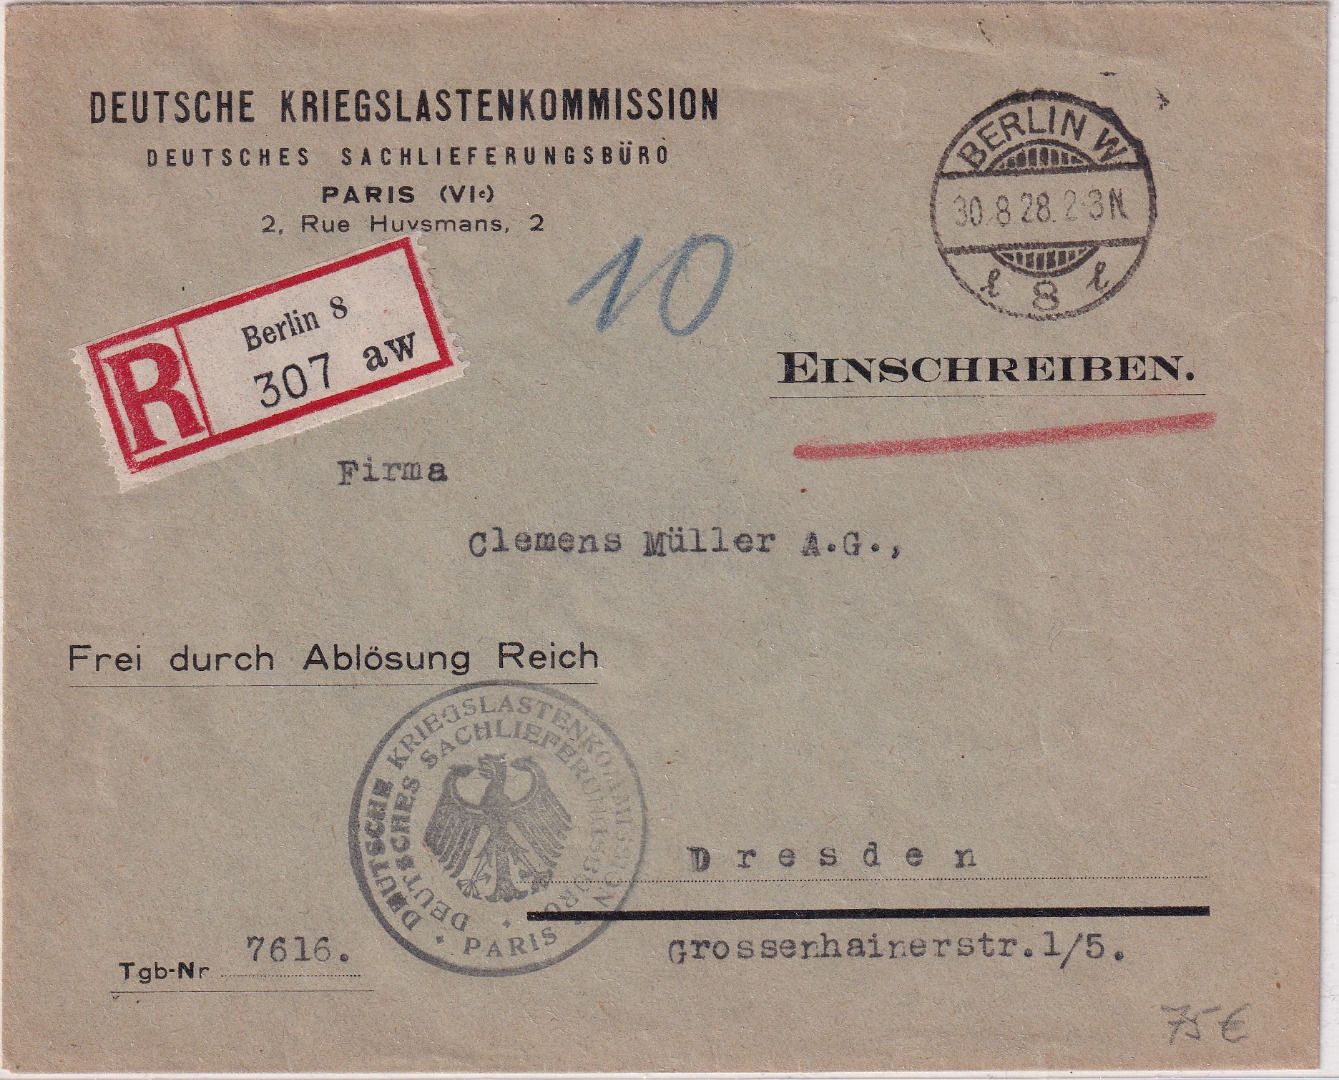 DEUTSCHE KRIEGSLASTENKOMMISSION
DEUTSCHES SACHLIEFERUNGSBÜRO
PARIS (VIe)
2, Rue Huysmans, 2
BERLIN W
30.8 28. 2-3 N.
l 8 l
10
R
Berlin 8
307 aw
EINSCHREIBEN.
Firma
Clemens Müller A.G.,
Frei durch Ablösung Reich
DEUTSCHE KRIEGSLASTENKOMMISSION
DEUTSCHES SACHLIEFERUNGSBÜRO
PARIS
Dresden
Grossenhainerstr.1/5.
Tgb-Nr 7616.
75€